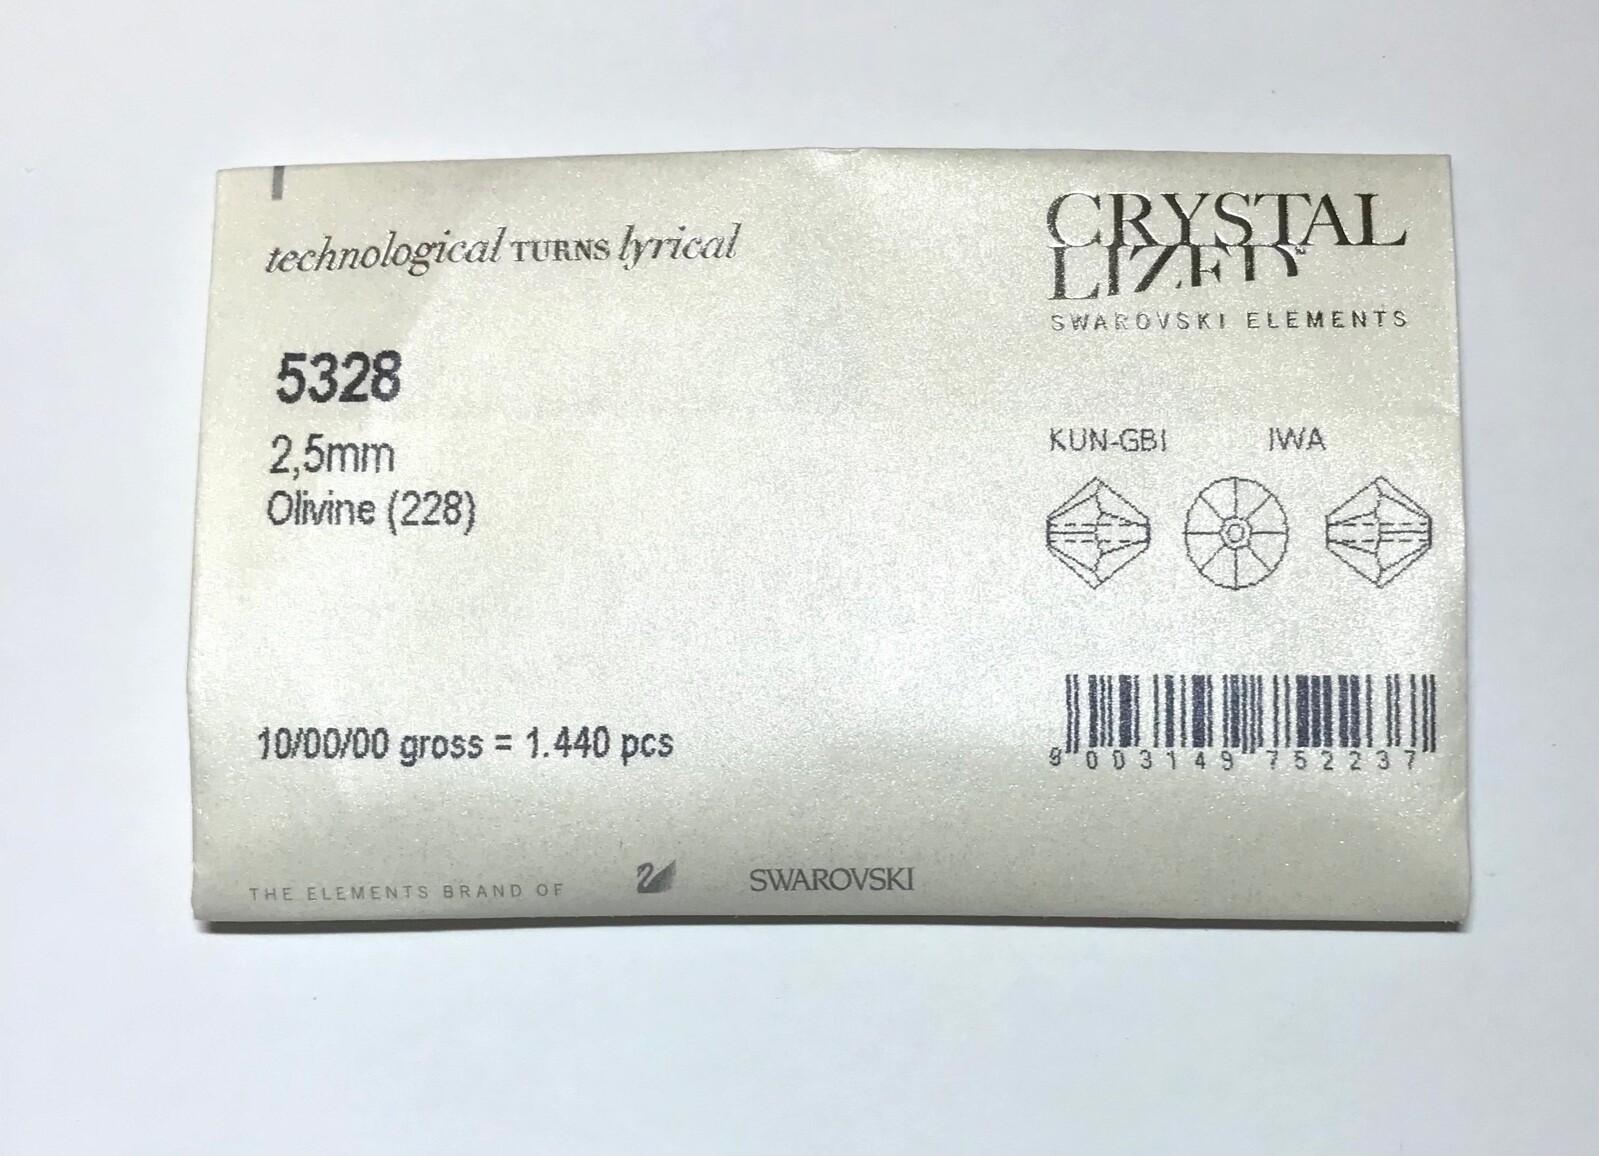 technological TURNS lyrical
CRYSTAL
LIZED™
SWAROVSKI ELEMENTS
5328
2,5mm
Olivine (228)
KUN-GBI IWA
10/00/00 gross = 1.440 pcs
9 003149 752237
THE ELEMENTS BRAND OF SWAROVSKI